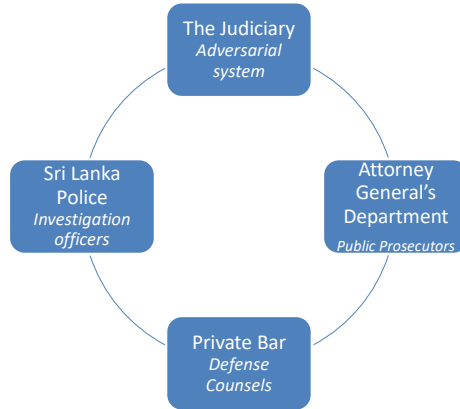 The Judiciary
Adversarial
system
Sri Lanka
Police
Investigation
officers
Attorney
General's
Department
Public Prosecutors
Private Bar
Defense
Counsels